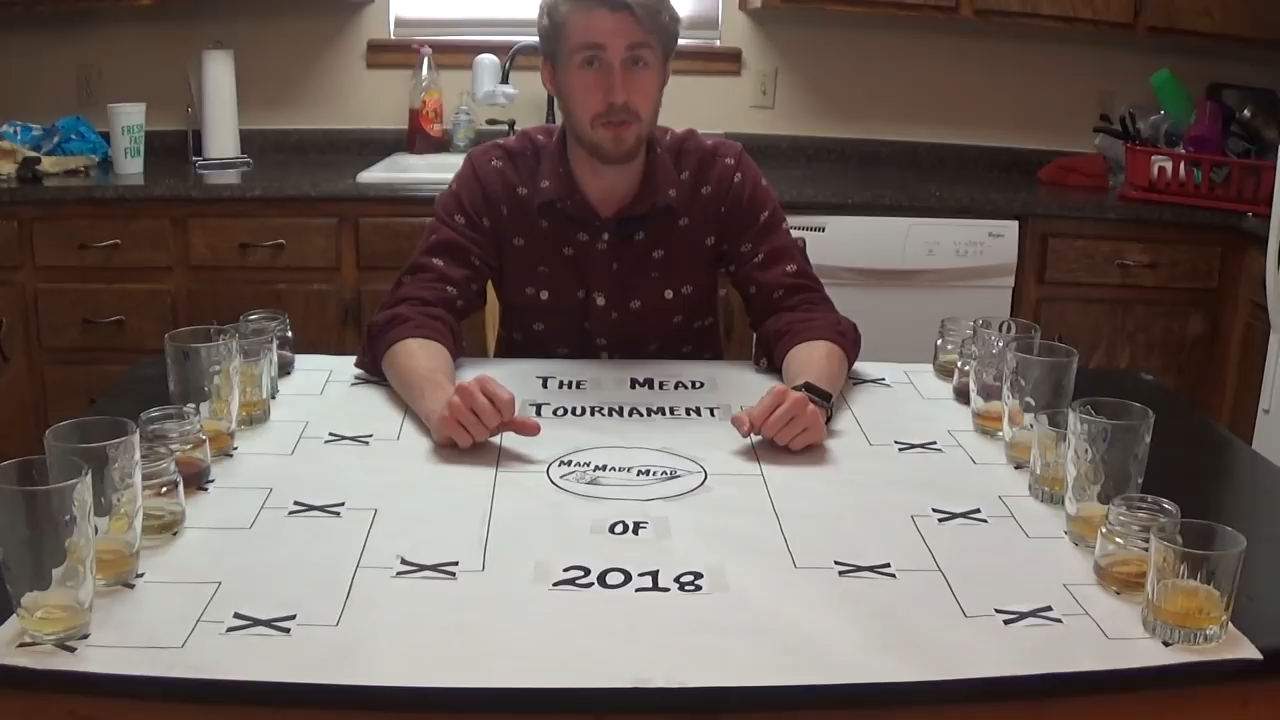 FRESH
FAST
FUN.
THE MEAD
TOURNAMENT
MAN MADE MEAD
OF
2018